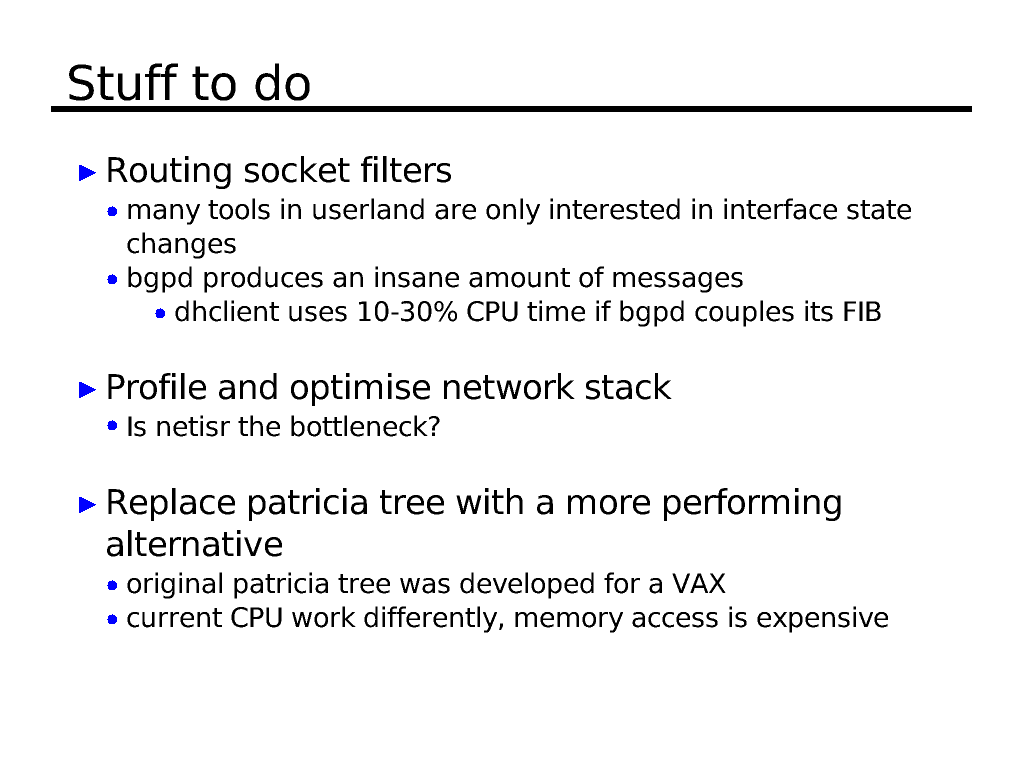 Stuff to do
Routing socket filters
many tools in userland are only interested in interface state
changes
bgpd produces an insane amount of messages
dhclient uses 10-30% CPU time if bgpd couples its FIB
Profile and optimise network stack
Is netisr the bottleneck?
Replace patricia tree with a more performing
alternative
original patricia tree was developed for a VAX
current CPU work differently, memory access is expensive